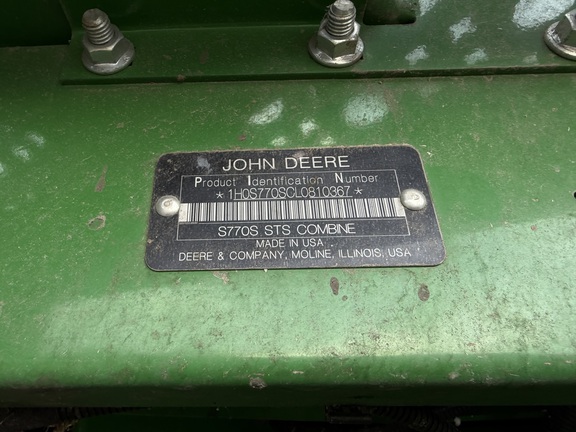 JOHN DEERE
Product Identification Number
*1H0S770SCL0810367*
S770S STS COMBINE
MADE IN USA
DEERE & COMPANY, MOLINE, ILLINOIS, USA